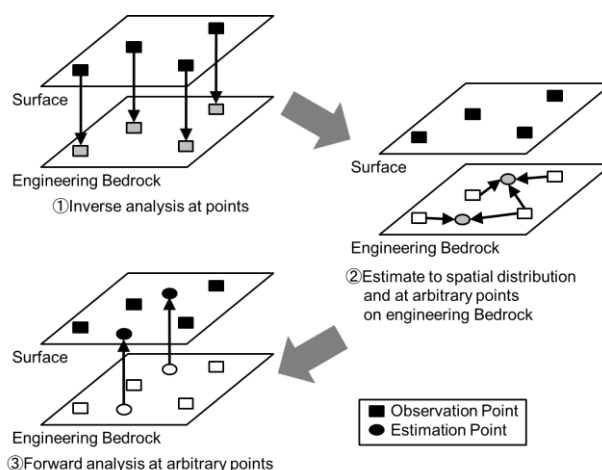 Surface
Engineering Bedrock
①Inverse analysis at points
Surface
Engineering Bedrock
②Estimate to spatial distribution
and at arbitrary points
on engineering Bedrock
Surface
Engineering Bedrock
③Forward analysis at arbitrary points
Observation Point
Estimation Point